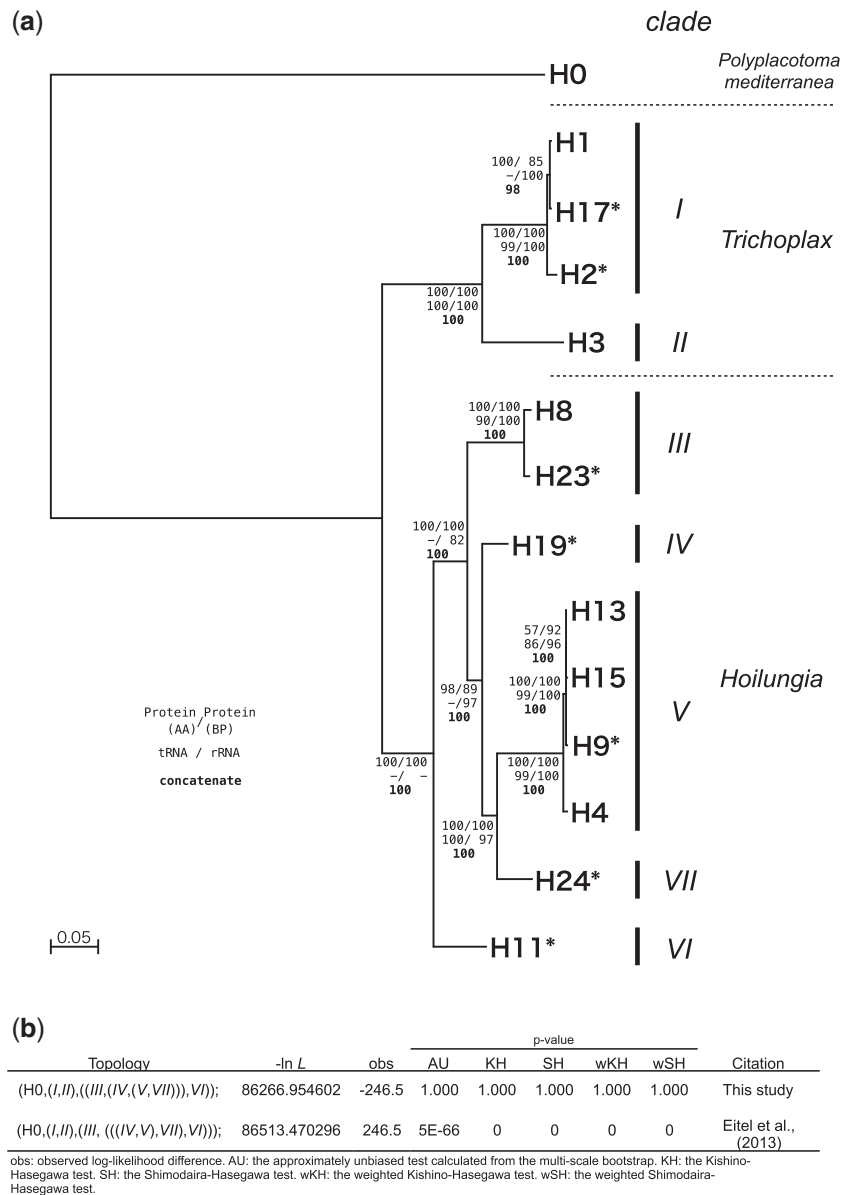 (a)
clade
H0
Polyplacotoma
mediterranea
H1
100/ 85
−/100
98
H17*
I
Trichoplax
100/100
99/100
100
H2*
100/100
100/100
100
H3
II
100/100
90/100
100
H8
III
H23*
100/100
−/ 82
100
H19*
IV
H13
57/92
86/96
100
100/100
99/100
100
H15
Hoilungia
98/89
−/97
100
V
H9*
Protein/Protein
(AA) (BP)
tRNA / rRNA
concatenate
100/100
−/ −
100
100/100
99/100
100
H4
100/100
100/ 97
100
H24*
VII
0.05
H11*
VI
(b)
p-value
Topology -ln L obs AU KH SH wKH wSH Citation
(H0,(I,II),((III,(IV,(V,VII))),VI)); 86266.954602 -246.5 1.000 1.000 1.000 1.000 1.000 This study
(H0,(I,II),(III, (((IV,V),VII),VI))); 86513.470296 246.5 5E-66 0 0 0 0 Eitel et al.,
(2013)
obs: observed log-likelihood difference. AU: the approximately unbiased test calculated from the multi-scale bootstrap. KH: the Kishino-
Hasegawa test. SH: the Shimodaira-Hasegawa test. wKH: the weighted Kishino-Hasegawa test. wSH: the weighted Shimodaira-
Hasegawa test.